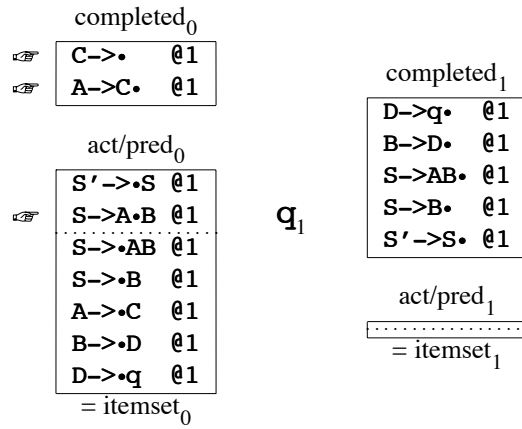 completed₀
☞ C->• @1
☞ A->C• @1
act/pred₀
S'->•S @1
☞ S->A•B @1
S->•AB @1
S->•B @1
A->•C @1
B->•D @1
D->•q @1
= itemset₀
q₁
completed₁
D->q• @1
B->D• @1
S->AB• @1
S->B• @1
S'->S• @1
act/pred₁
= itemset₁